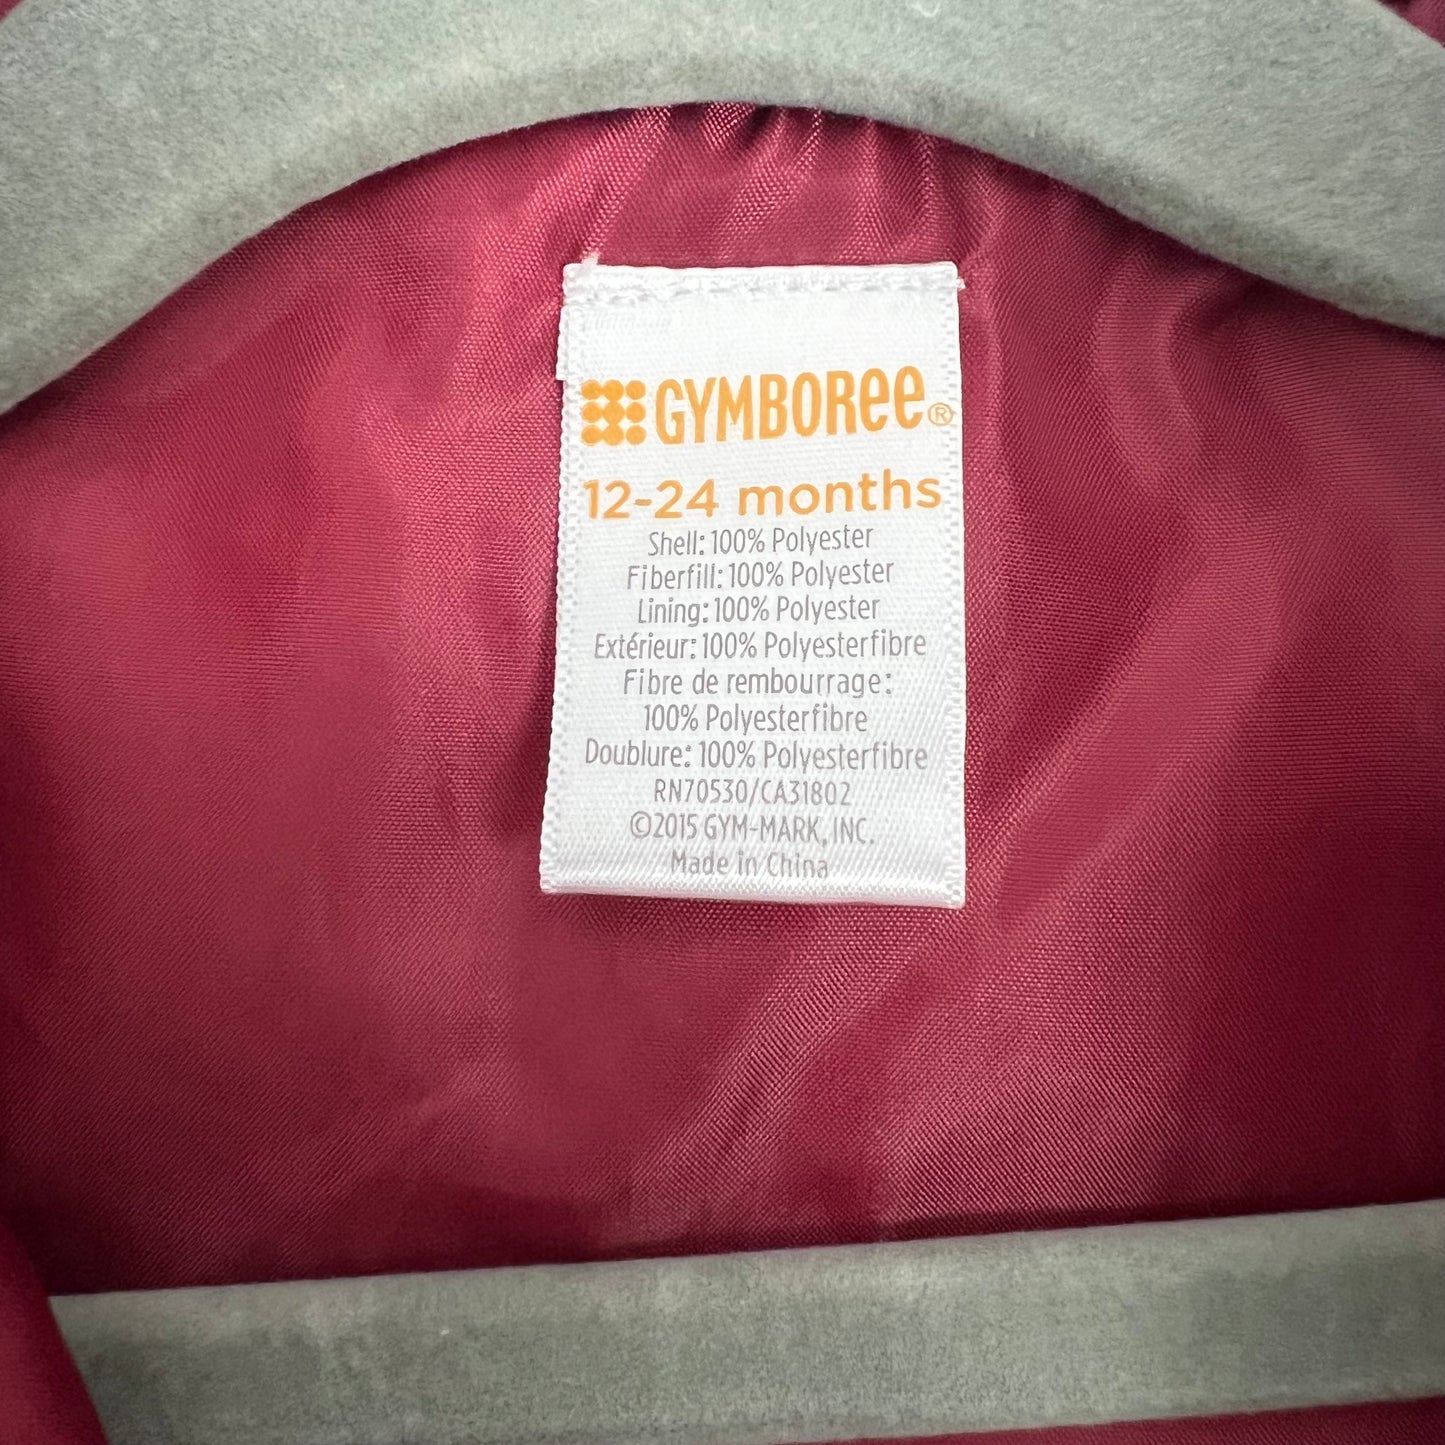 GYMBOREE®
12-24 months
Shell: 100% Polyester
Fiberfill: 100% Polyester
Lining: 100% Polyester
Extérieur: 100% Polyesterfibre
Fibre de rembourrage:
100% Polyesterfibre
Doublure: 100% Polyesterfibre
RN70530/CA31802
©2015 GYM-MARK, INC.
Made in China